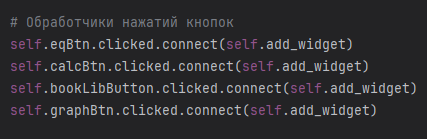 # Обработчики нажатий кнопок
self.eqBtn.clicked.connect(self.add_widget)
self.calcBtn.clicked.connect(self.add_widget)
self.bookLibButton.clicked.connect(self.add_widget)
self.graphBtn.clicked.connect(self.add_widget)